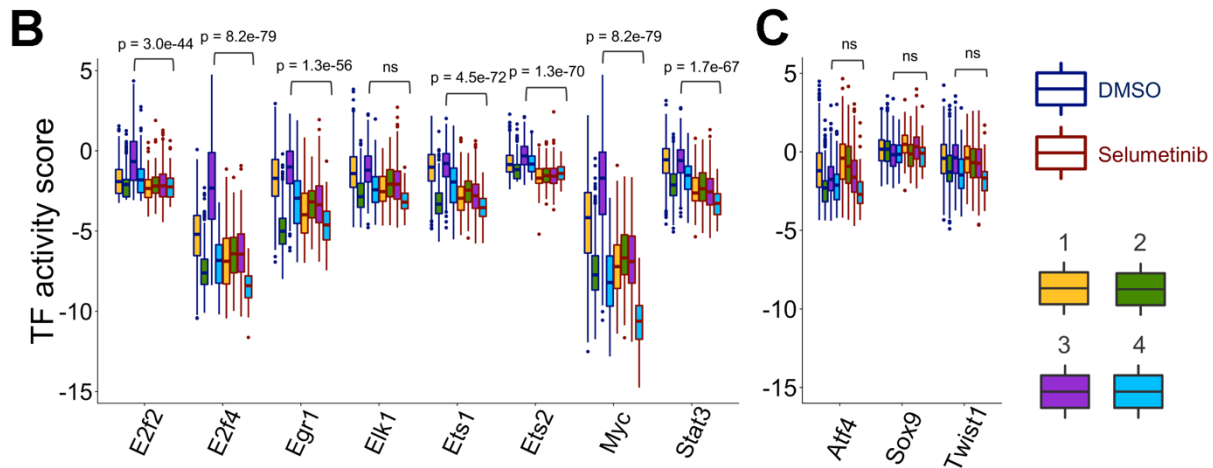 B
p = 3.0e-44
p = 8.2e-79
p = 1.3e-56
ns
p = 4.5e-72
p = 1.3e-70
p = 8.2e-79
p = 1.7e-67
TF activity score
5
0
-5
-10
-15
E2f2
E2f4
Egr1
Elk1
Ets1
Ets2
Myc
Stat3
C
ns
ns
ns
5
0
-5
-10
-15
Atf4
Sox9
Twist1
DMSO
Selumetinib
1 2
3 4